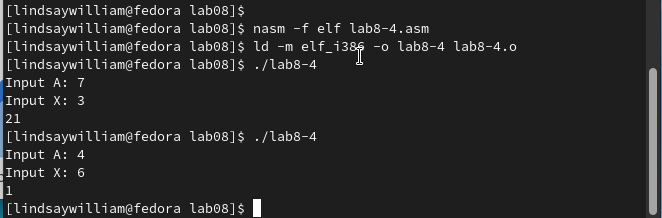 [lindsaywilliam@fedora lab08]$
[lindsaywilliam@fedora lab08]$ nasm -f elf lab8-4.asm
[lindsaywilliam@fedora lab08]$ ld -m elf_i386 -o lab8-4 lab8-4.o
[lindsaywilliam@fedora lab08]$ ./lab8-4
Input A: 7
Input X: 3
21
[lindsaywilliam@fedora lab08]$ ./lab8-4
Input A: 4
Input X: 6
1
[lindsaywilliam@fedora lab08]$